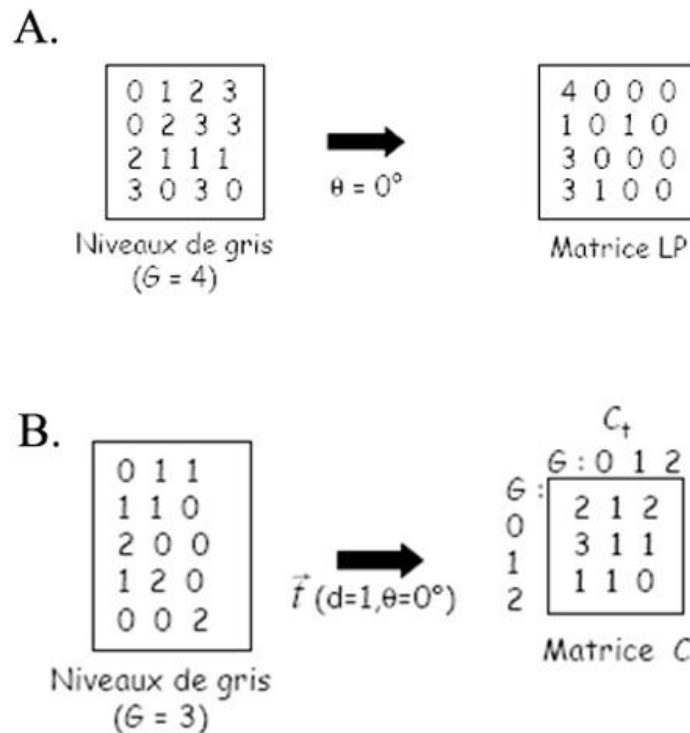 A.
0 1 2 3
0 2 3 3
2 1 1 1
3 0 3 0
θ = 0°
4 0 0 0
1 0 1 0
3 0 0 0
3 1 0 0
Niveaux de gris
(G = 4)
Matrice LP
B.
0 1 1
1 1 0
2 0 0
1 2 0
0 0 2
t⃗ (d=1,θ=0°)
C_t
G : 0 1 2
G :
0
1
2
2 1 2
3 1 1
1 1 0
Niveaux de gris
(G = 3)
Matrice C